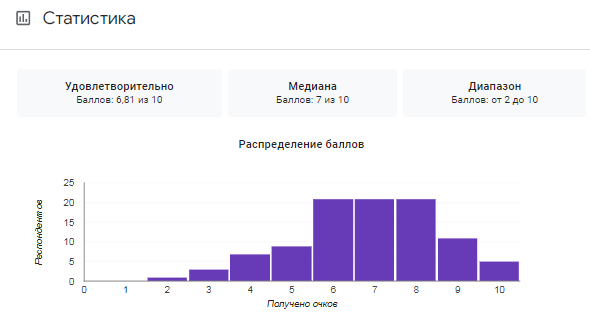 Статистика
Удовлетворительно
Баллов: 6,81 из 10
Медиана
Баллов: 7 из 10
Диапазон
Баллов: от 2 до 10
Распределение баллов
Респондентов
25
20
15
10
5
0
0 1 2 3 4 5 6 7 8 9 10
Получено очков